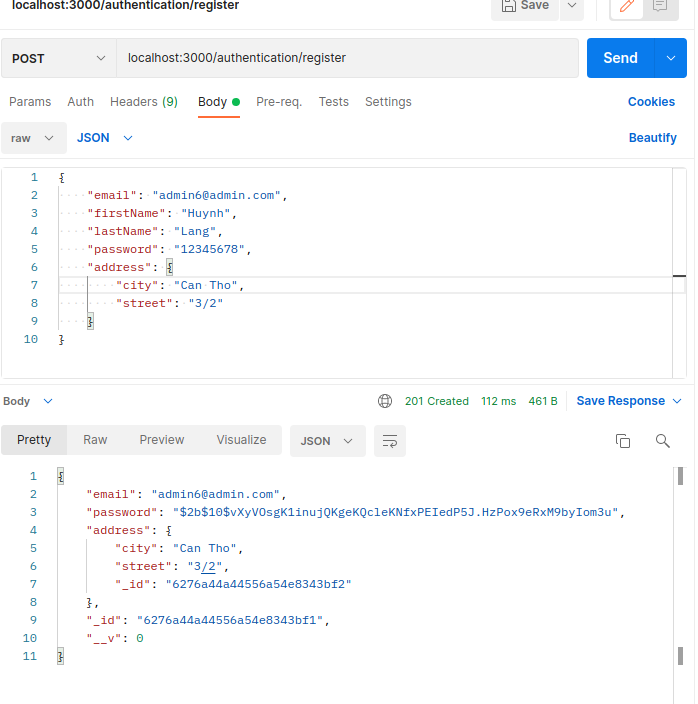 localhost:3000/authentication/register
Save
POST localhost:3000/authentication/register Send
Params Auth Headers (9) Body Pre-req. Tests Settings Cookies
raw JSON Beautify
1 {
2 "email": "admin6@admin.com",
3 "firstName": "Huynh",
4 "lastName": "Lang",
5 "password": "12345678",
6 "address": {
7 "city": "Can Tho",
8 "street": "3/2"
9 }
10 }
Body 201 Created 112 ms 461 B Save Response
Pretty Raw Preview Visualize JSON
1 {
2 "email": "admin6@admin.com",
3 "password": "$2b$10$vXyVOsgK1inujQKgeKQcleKNfxPEIedP5J.HzPox9eRxM9byIom3u",
4 "address": {
5 "city": "Can Tho",
6 "street": "3/2",
7 "_id": "6276a44a44556a54e8343bf2"
8 },
9 "_id": "6276a44a44556a54e8343bf1",
10 "__v": 0
11 }